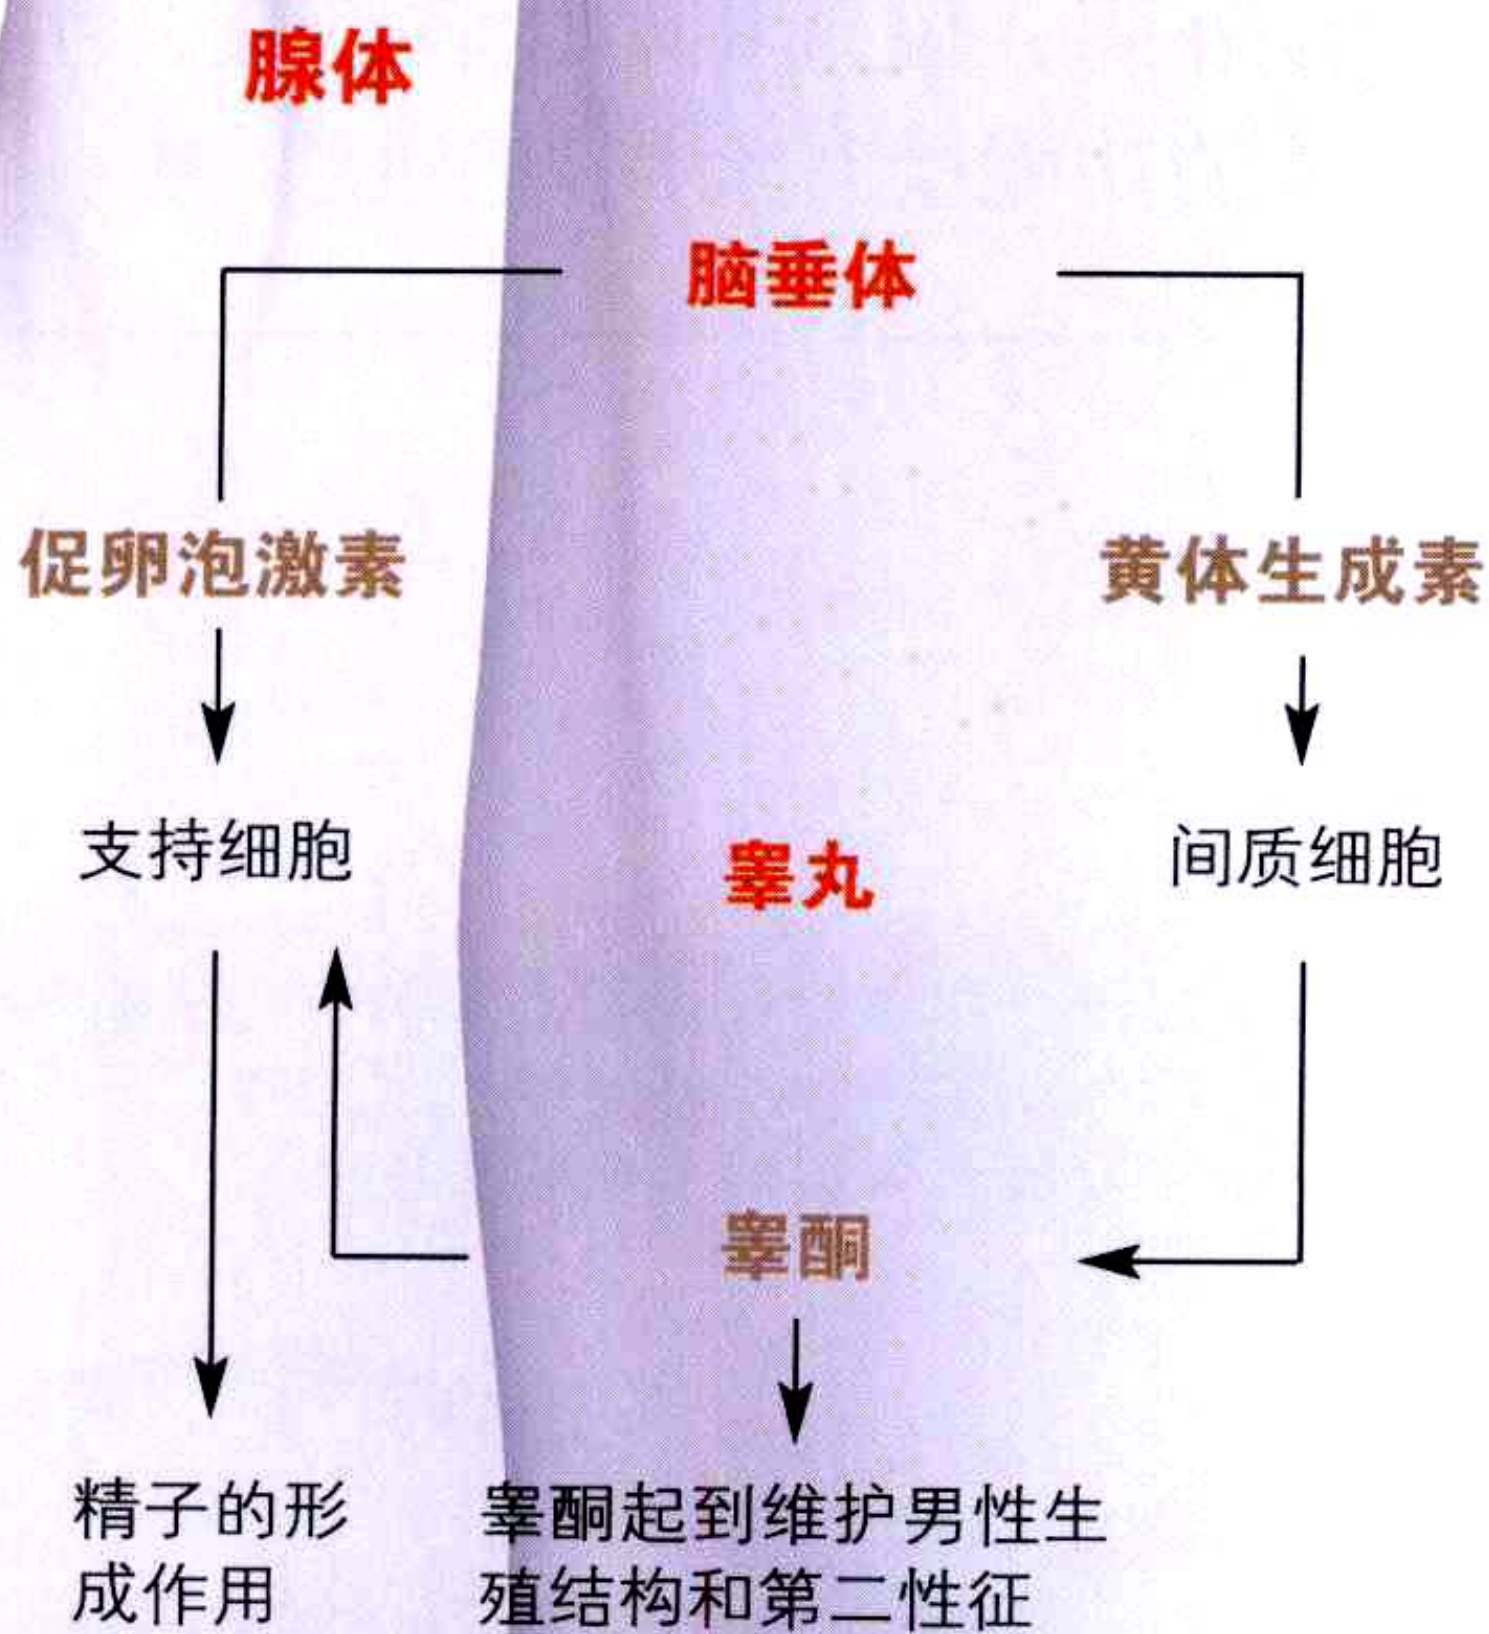 腺体
脑垂体
促卵泡激素
黄体生成素
支持细胞
睾丸
间质细胞
睾酮
精子的形
成作用
睾酮起到维护男性生
殖结构和第二性征